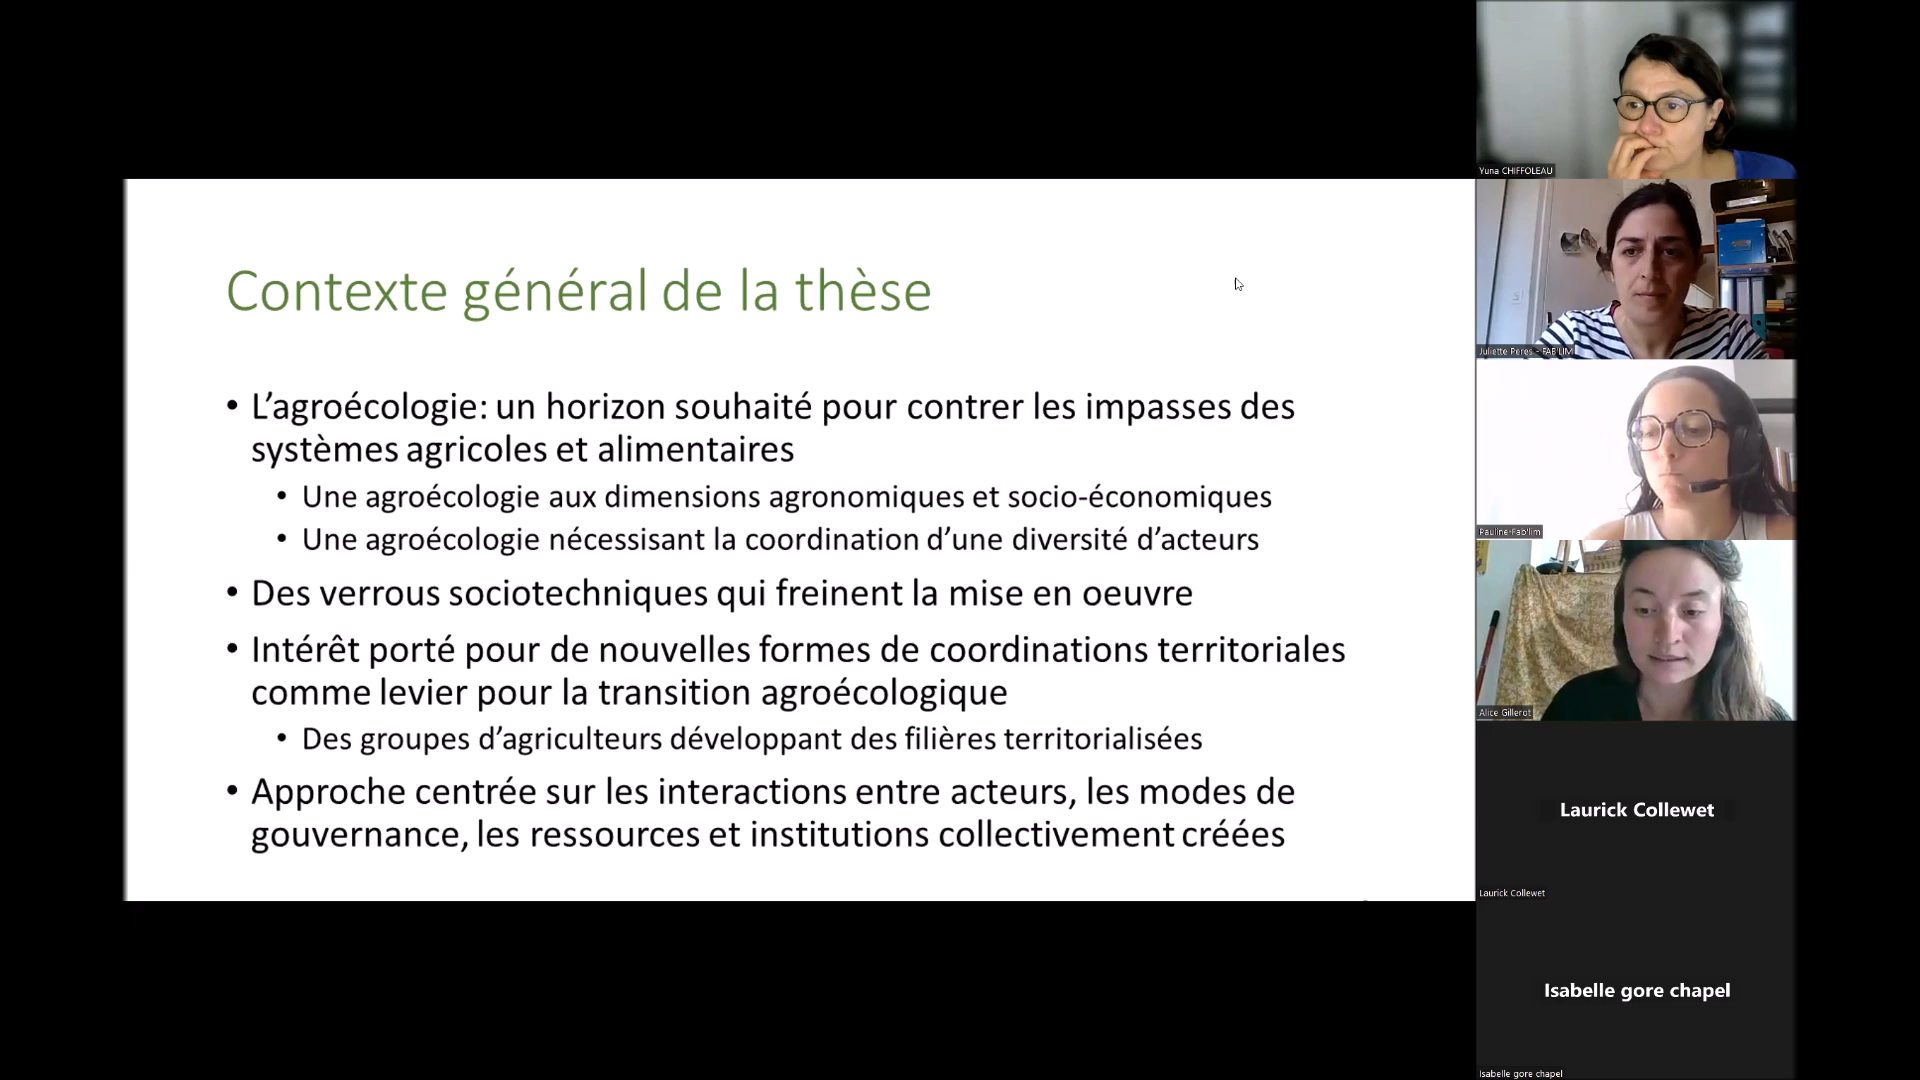 Contexte général de la thèse
• L’agroécologie: un horizon souhaité pour contrer les impasses des
systèmes agricoles et alimentaires
• Une agroécologie aux dimensions agronomiques et socio-économiques
• Une agroécologie nécessisant la coordination d’une diversité d’acteurs
• Des verrous sociotechniques qui freinent la mise en oeuvre
• Intérêt porté pour de nouvelles formes de coordinations territoriales
comme levier pour la transition agroécologique
• Des groupes d’agriculteurs développant des filières territorialisées
• Approche centrée sur les interactions entre acteurs, les modes de
gouvernance, les ressources et institutions collectivement créées
Yuna CHIFFOLEAU
Juliette Peres - FAB'LIM
Pauline-Fab'lim
Alice Gillerot
Laurick Collewet
Laurick Collewet
Isabelle gore chapel
Isabelle gore chapel